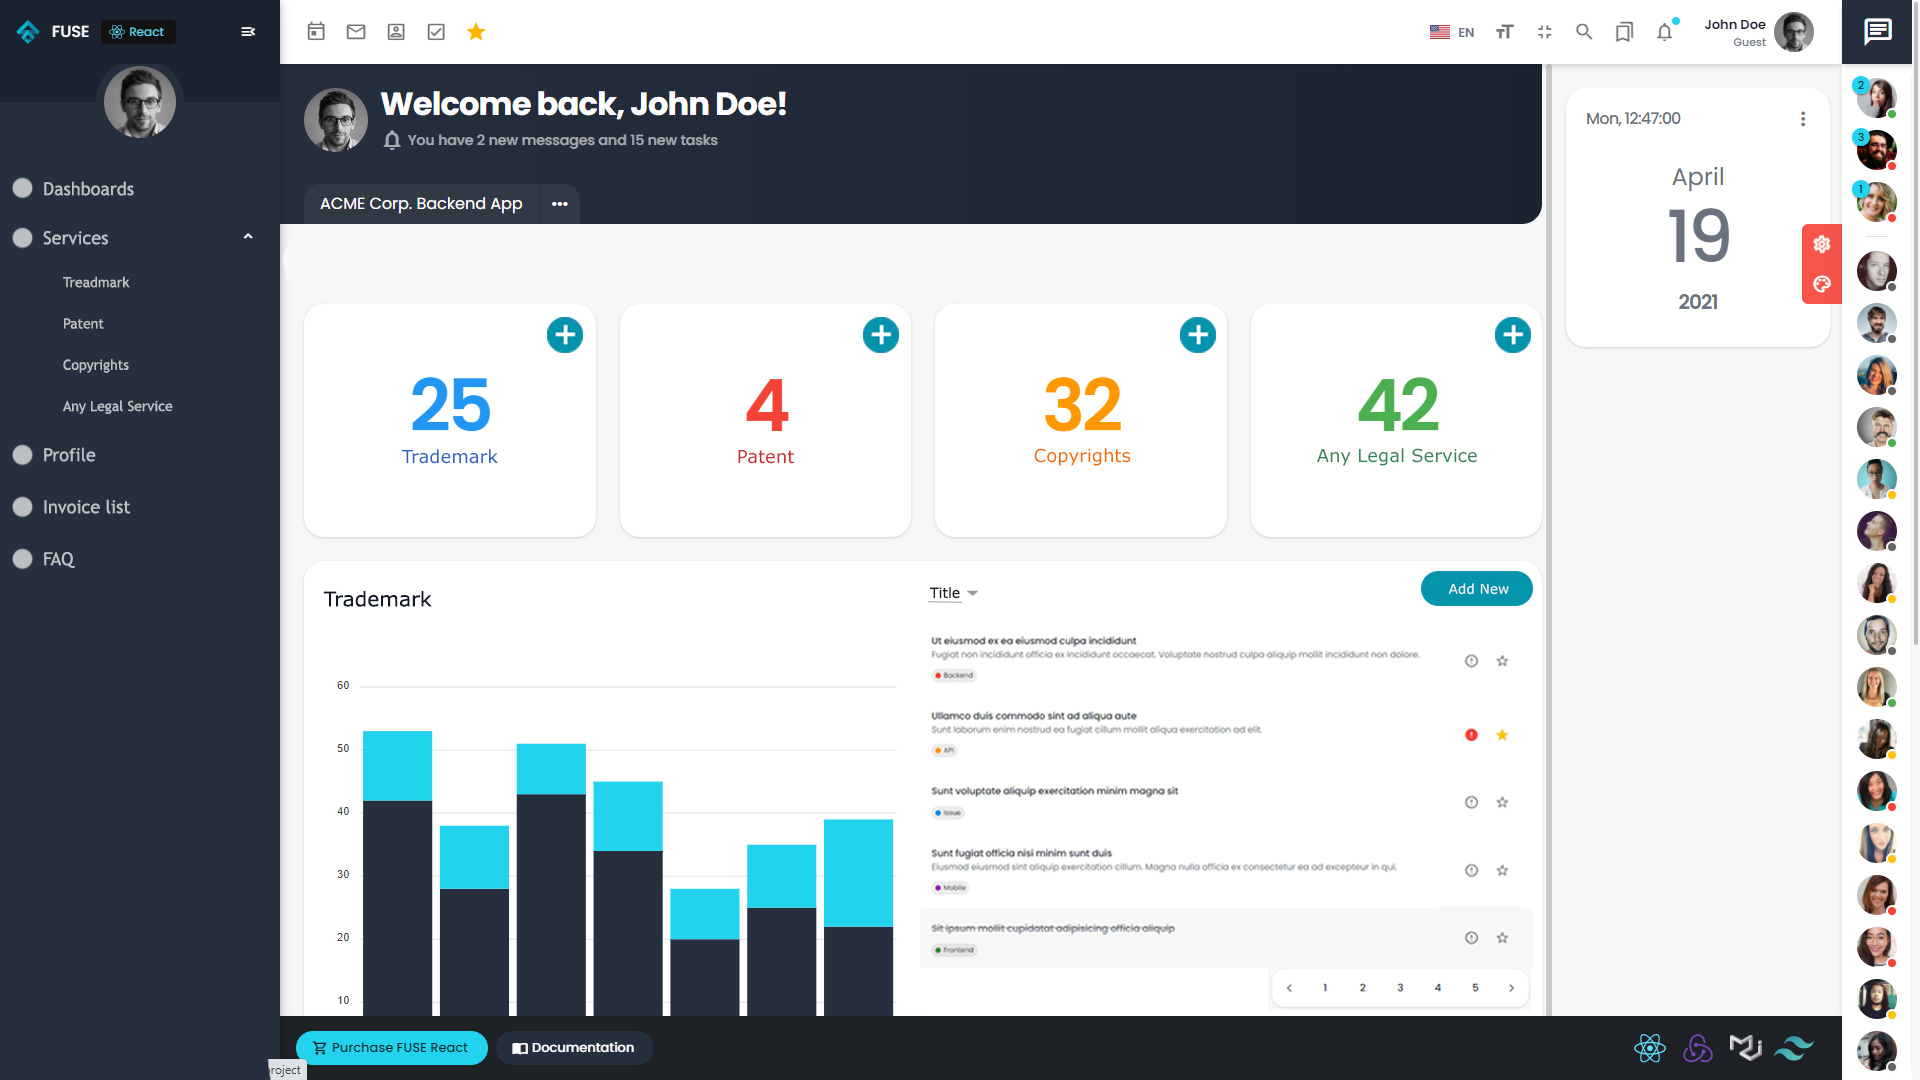 FUSE
React
EN
John Doe
Guest
Welcome back, John Doe!
You have 2 new messages and 15 new tasks
ACME Corp. Backend App
Dashboards
Services
Treadmark
Patent
Copyrights
Any Legal Service
Profile
Invoice list
FAQ
Mon, 12:47:00
April
19
2021
2
3
1
25
Trademark
4
Patent
32
Copyrights
42
Any Legal Service
Trademark
60
50
40
30
20
10
Title
Add New
Ut eiusmod ex ea eiusmod culpa incididunt
Fugiat non incididunt officia ex incididunt occaecat. Voluptate nostrud culpa aliquip mollit incididunt non dolore.
Backend
Ullamco duis commodo sint ad aliqua aute
Sunt laborum enim nostrud ea fugiat cillum mollit aliqua exercitation ad elit.
API
Sunt voluptate aliquip exercitation minim magna sit
Issue
Sunt fugiat officia nisi minim sunt duis
Eiusmod eiusmod sint aliquip exercitation cillum. Magna nulla officia ex consectetur ea ad excepteur in qui.
Mobile
Sit ipsum mollit cupidatat adipisicing officia aliquip
Frontend
1 2 3 4 5
Purchase FUSE React
Documentation
roject